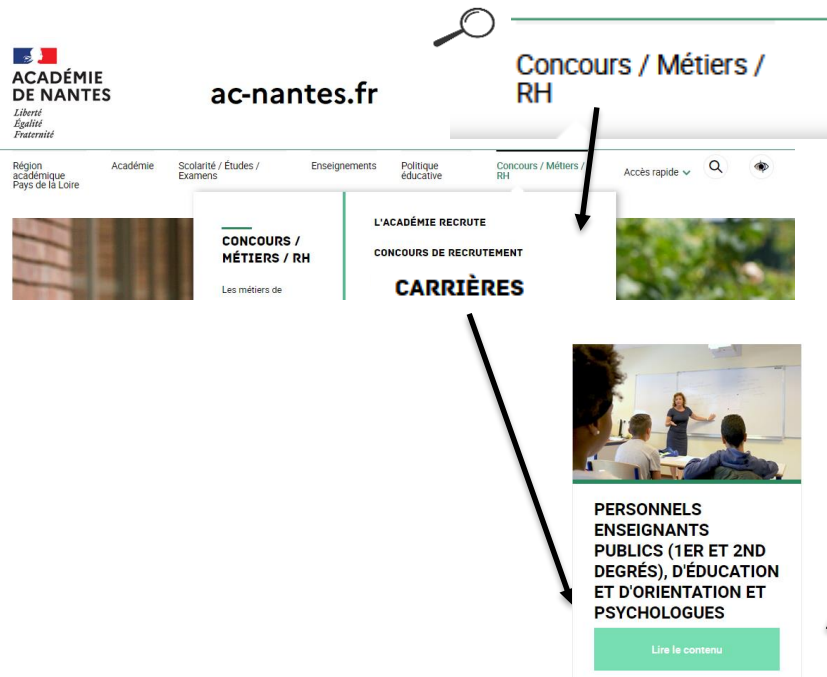 ACADÉMIE
DE NANTES
Liberté
Égalité
Fraternité
ac-nantes.fr
Concours / Métiers /
RH
Région
académique
Pays de la Loire
Académie
Scolarité / Études /
Examens
Enseignements
Politique
éducative
Concours / Métiers /
RH
Accès rapide
CONCOURS /
MÉTIERS / RH
Les métiers de
L'ACADÉMIE RECRUTE
CONCOURS DE RECRUTEMENT
CARRIÈRES
PERSONNELS
ENSEIGNANTS
PUBLICS (1ER ET 2ND
DEGRÉS), D'ÉDUCATION
ET D'ORIENTATION ET
PSYCHOLOGUES
Lire le contenu